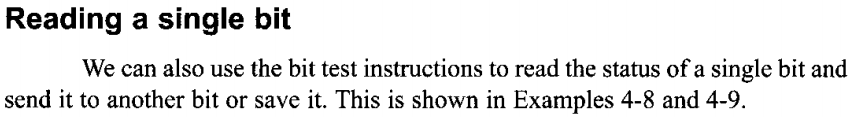 Reading a single bit
We can also use the bit test instructions to read the status of a single bit and
send it to another bit or save it. This is shown in Examples 4-8 and 4-9.